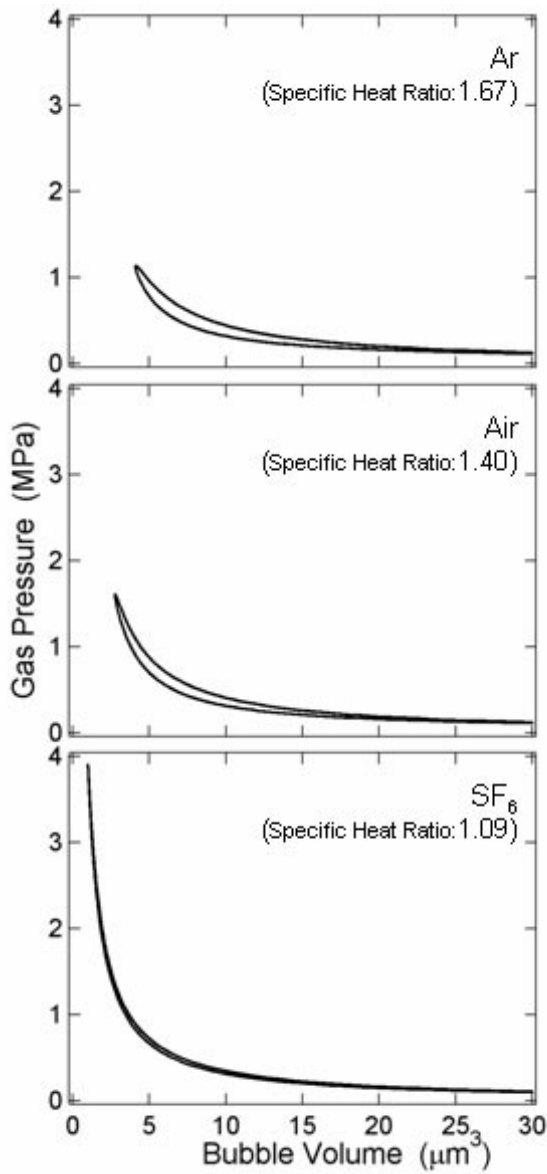 4
3
2
1
0
Ar
(Specific Heat Ratio:1.67)
4
3
2
1
0
Air
(Specific Heat Ratio:1.40)
Gas Pressure (MPa)
4
3
2
1
0
SF₆
(Specific Heat Ratio:1.09)
0 5 10 15 20 25 30
Bubble Volume (μm³)